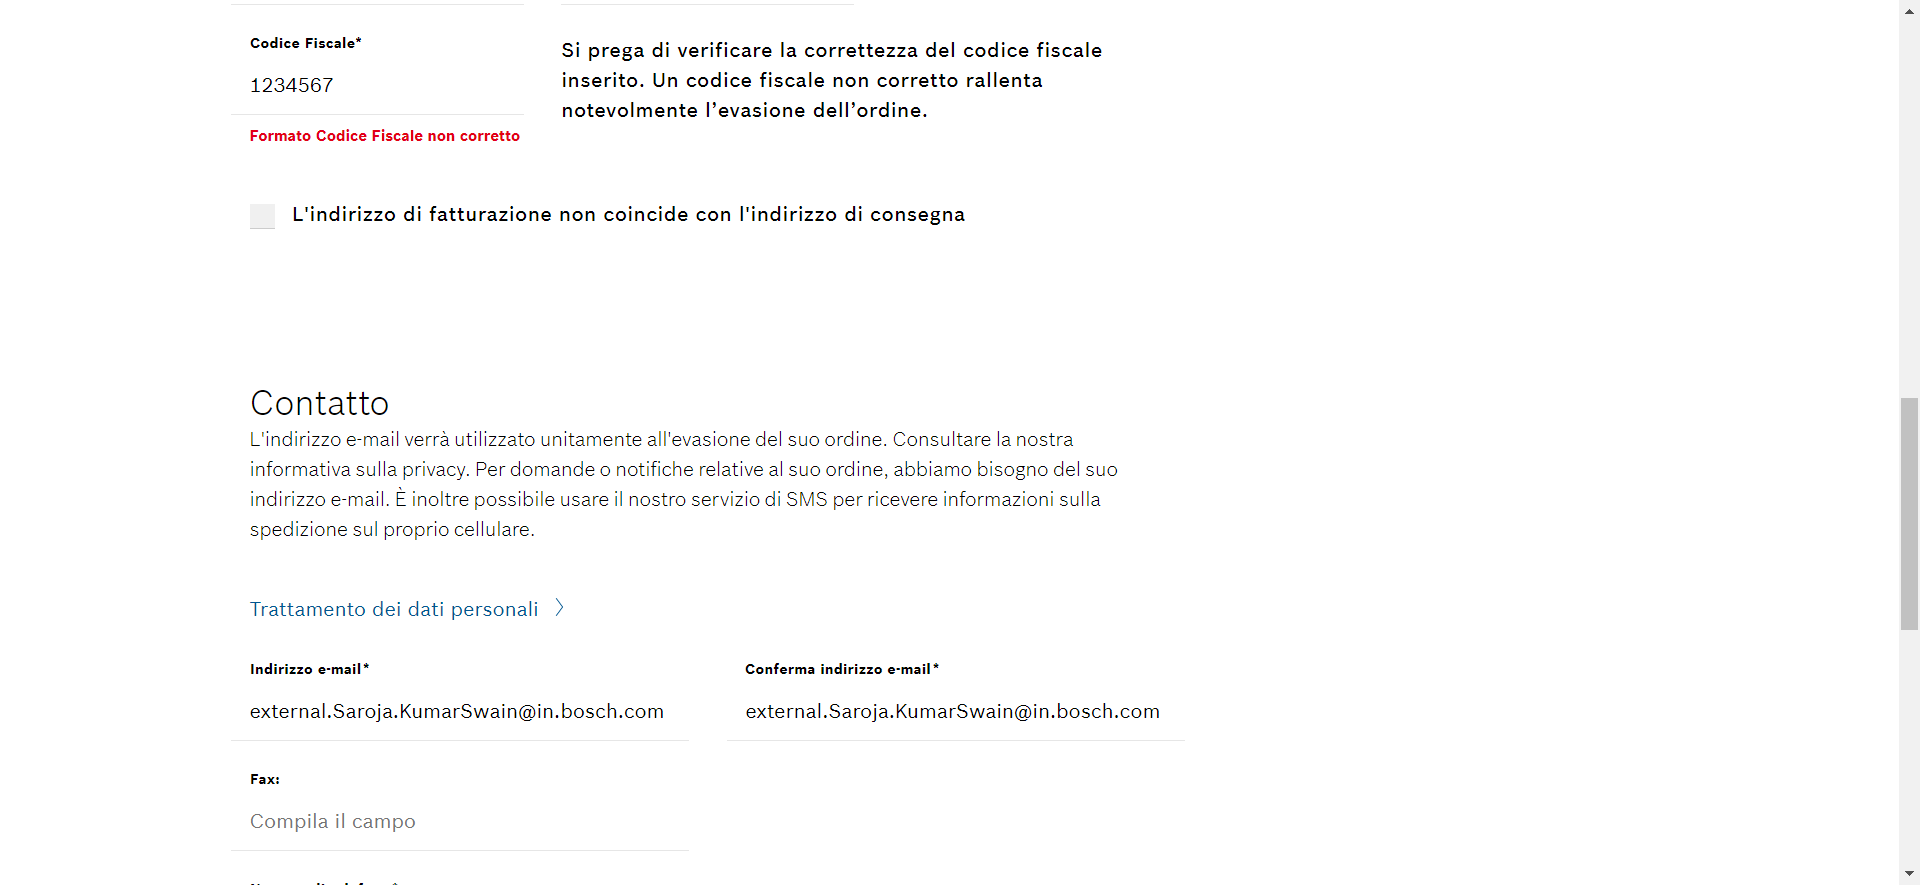 Codice Fiscale*
1234567
Formato Codice Fiscale non corretto
Si prega di verificare la correttezza del codice fiscale
inserito. Un codice fiscale non corretto rallenta
notevolmente l’evasione dell’ordine.
L'indirizzo di fatturazione non coincide con l'indirizzo di consegna
Contatto
L'indirizzo e-mail verrà utilizzato unitamente all'evasione del suo ordine. Consultare la nostra
informativa sulla privacy. Per domande o notifiche relative al suo ordine, abbiamo bisogno del suo
indirizzo e-mail. È inoltre possibile usare il nostro servizio di SMS per ricevere informazioni sulla
spedizione sul proprio cellulare.
Trattamento dei dati personali
Indirizzo e-mail*
Conferma indirizzo e-mail*
external.Saroja.KumarSwain@in.bosch.com
external.Saroja.KumarSwain@in.bosch.com
Fax:
Compila il campo